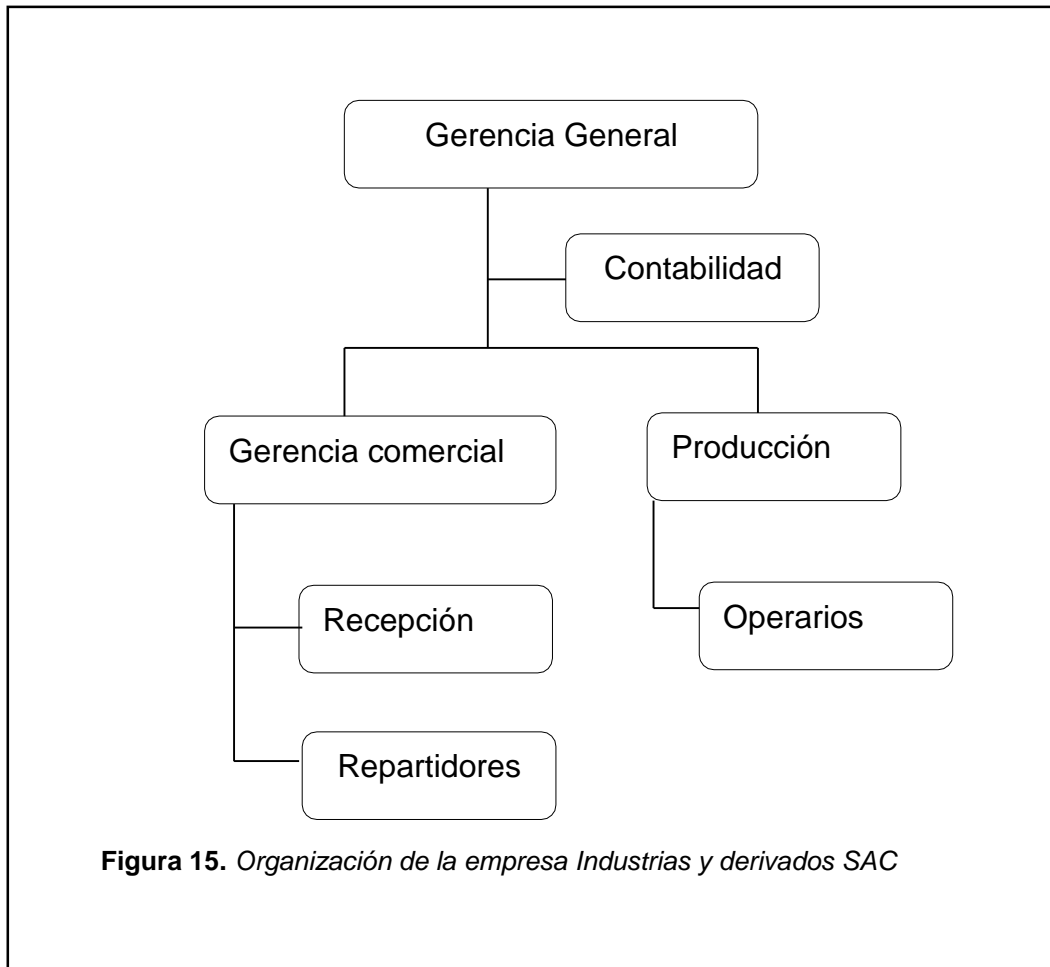 Gerencia General
Contabilidad
Gerencia comercial
Producción
Recepción
Operarios
Repartidores
Figura 15. Organización de la empresa Industrias y derivados SAC